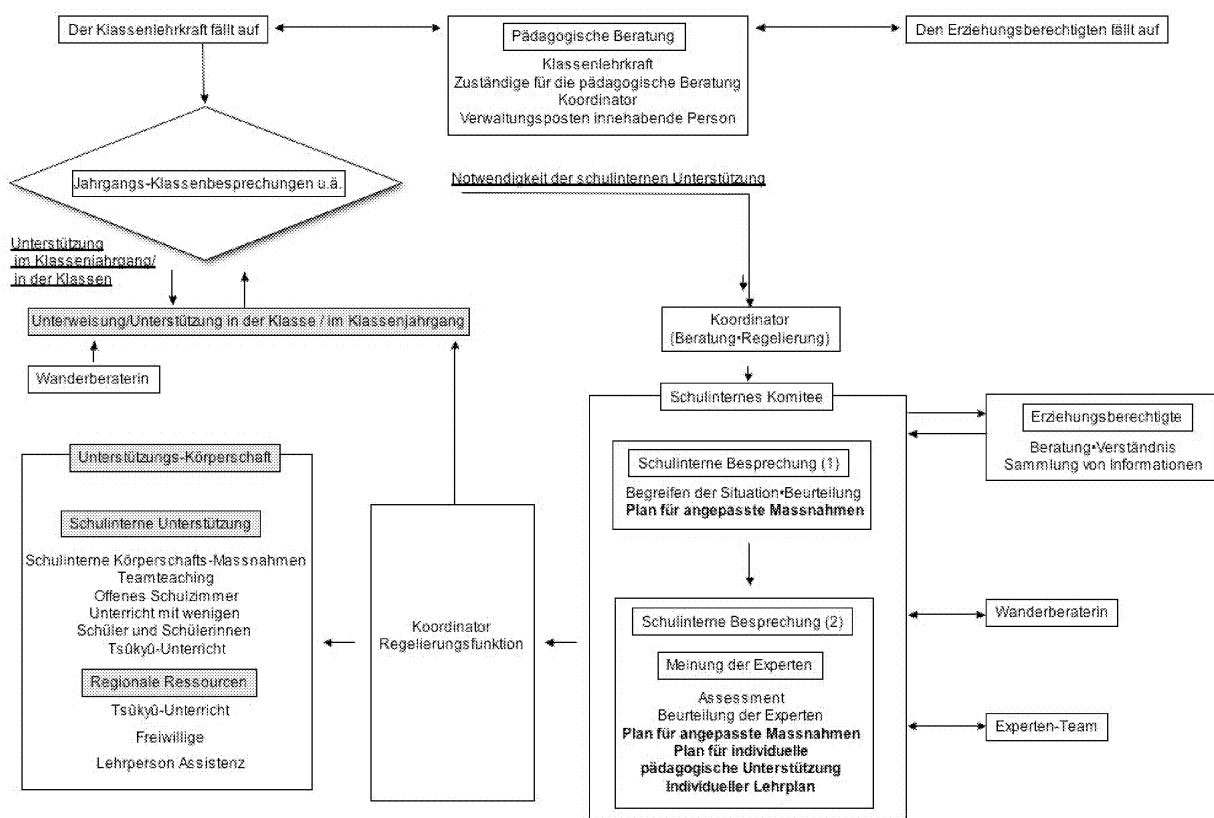 Der Klassenlehrkraft fällt auf
Pädagogische Beratung
Klassenlehrkraft
Zuständige für die pädagogische Beratung
Koordinator
Verwaltungsposten innehabende Person
Den Erziehungsberechtigten fällt auf
Jahrgangs-Klassenbesprechungen u.ä.
Notwendigkeit der schulinternen Unterstützung
Unterstützung
im Klassenjahrgang/
in der Klassen
Unterweisung/Unterstützung in der Klasse / im Klassenjahrgang
Wanderberaterin
Koordinator
(Beratung•Regelierung)
Schulinternes Komitee
Schulinterne Besprechung (1)
Begreifen der Situation•Beurteilung
Plan für angepasste Massnahmen
Erziehungsberechtigte
Beratung•Verständnis
Sammlung von Informationen
Unterstützungs-Körperschaft
Schulinterne Unterstützung
Schulinterne Körperschafts-Massnahmen
Teamteaching
Offenes Schulzimmer
Unterricht mit wenigen
Schüler und Schülerinnen
Tsûkyû-Unterricht
Regionale Ressourcen
Tsûkyû-Unterricht
Freiwillige
Lehrperson Assistenz
Koordinator
Regelierungsfunktion
Schulinterne Besprechung (2)
Meinung der Experten
Assessment
Beurteilung der Experten
Plan für angepasste Massnahmen
Plan für individuelle
pädagogische Unterstützung
Individueller Lehrplan
Wanderberaterin
Experten-Team